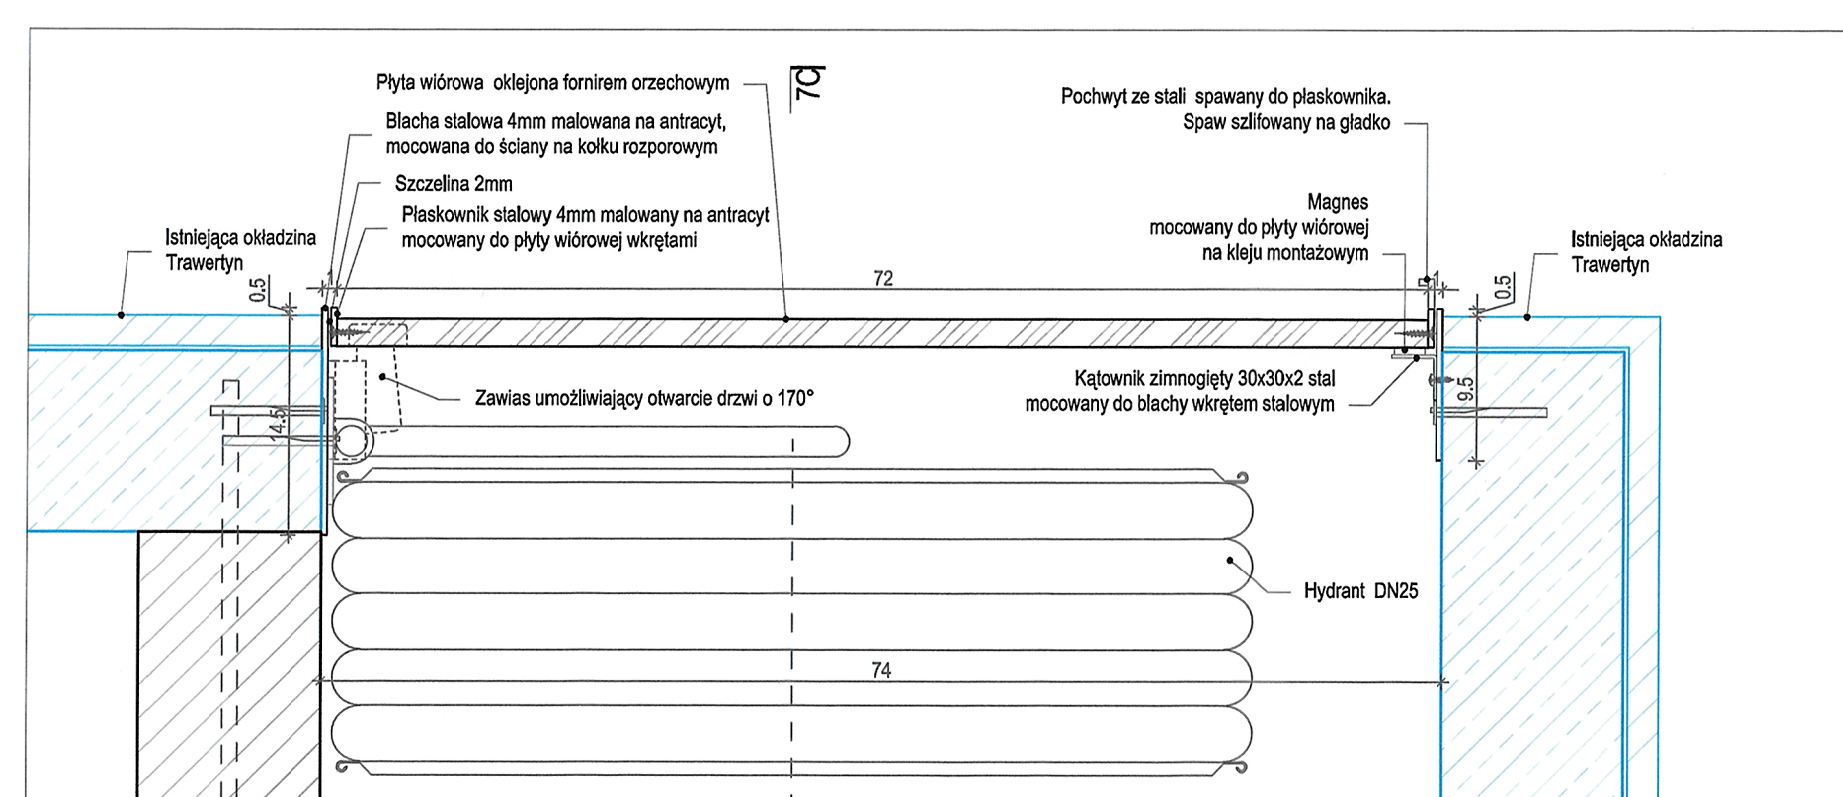 Płyta wiórowa oklejona fornirem orzechowym
7C
Pochwyt ze stali spawany do płaskownika.
Spaw szlifowany na gładko
Blacha stalowa 4mm malowana na antracyt,
mocowana do ściany na kołku rozporowym
Szczelina 2mm
Płaskownik stalowy 4mm malowany na antracyt
mocowany do płyty wiórowej wkrętami
Magnes
mocowany do płyty wiórowej
na kleju montażowym
Istniejąca okładzina
Trawertyn
Istniejąca okładzina
Trawertyn
0.5
1
72
1
0.5
Zawias umożliwiający otwarcie drzwi o 170°
Kątownik zimnogięty 30x30x2 stal
mocowany do blachy wkrętem stalowym
14.5
9.5
Hydrant DN25
74